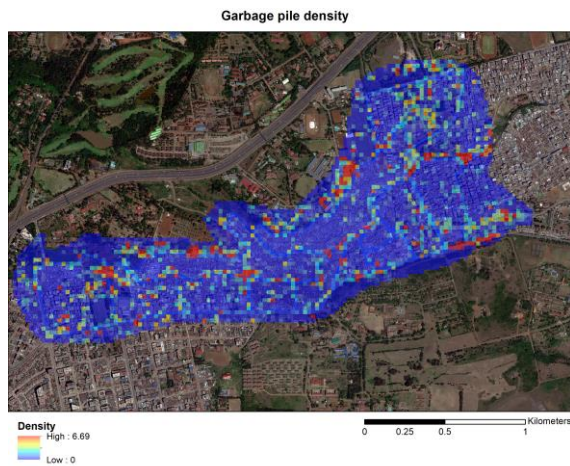 Garbage pile density
Density
High : 6.69
Low : 0
Kilometers
0 0.25 0.5 1